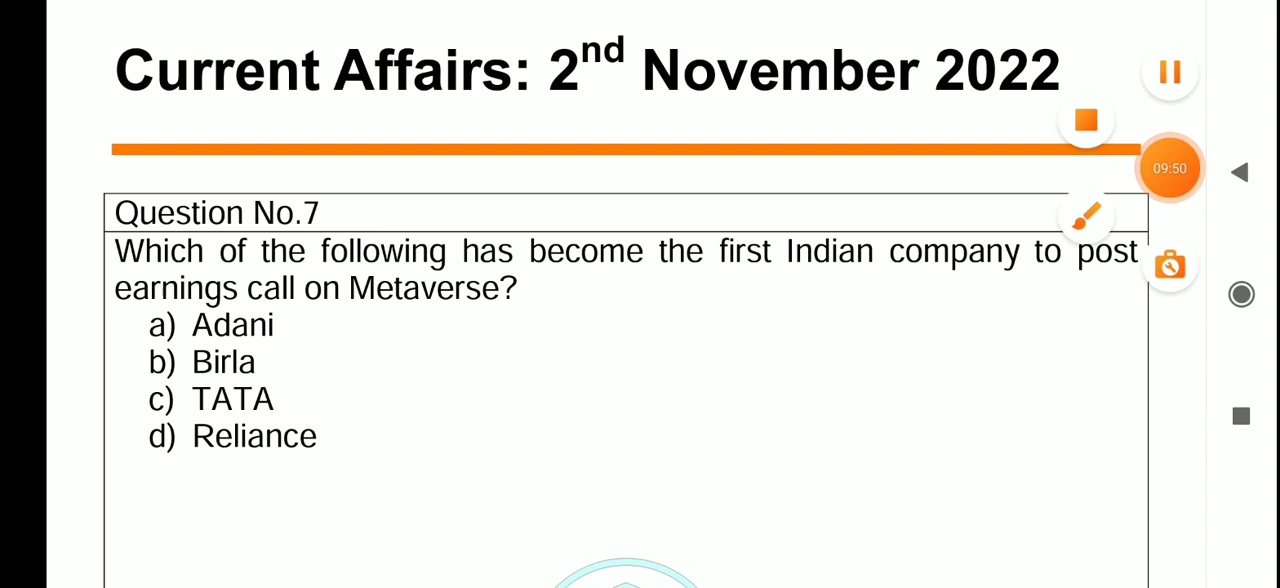 Current Affairs: 2nd November 2022
09:50
Question No.7
Which of the following has become the first Indian company to post
earnings call on Metaverse?
a) Adani
b) Birla
c) TATA
d) Reliance